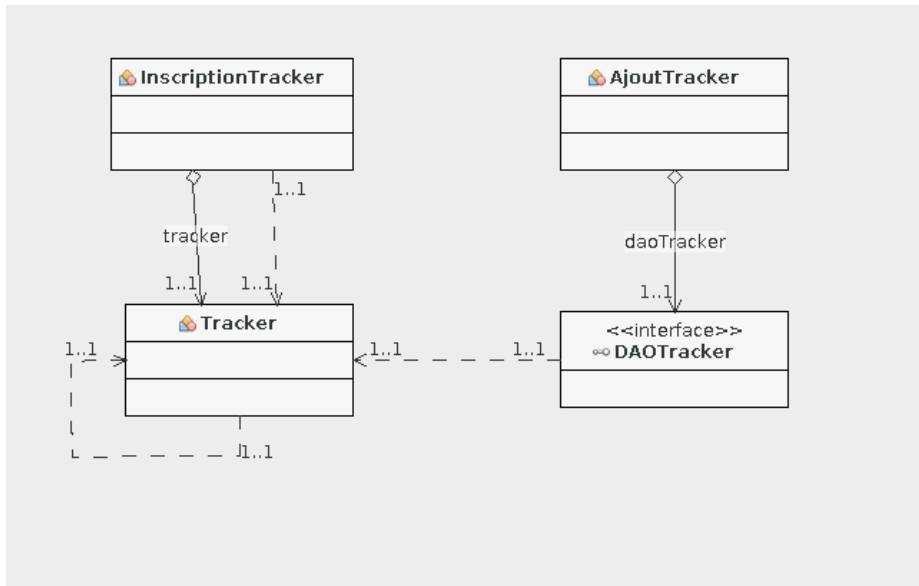 InscriptionTracker
AjoutTracker
1..1
tracker
daoTracker
1..1
1..1
1..1
Tracker
<<interface>>
DAOTracker
1..1
1..1
1..1
1..1